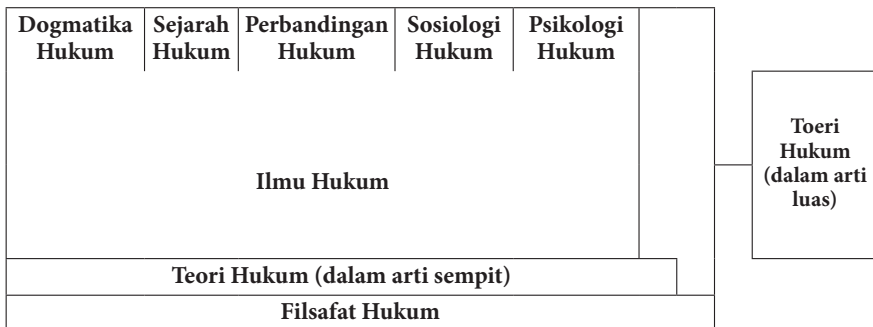 Dogmatika Sejarah Perbandingan Sosiologi Psikologi
Hukum Hukum Hukum Hukum Hukum
Toeri
Hukum
(dalam arti
luas)
Ilmu Hukum
Teori Hukum (dalam arti sempit)
Filsafat Hukum